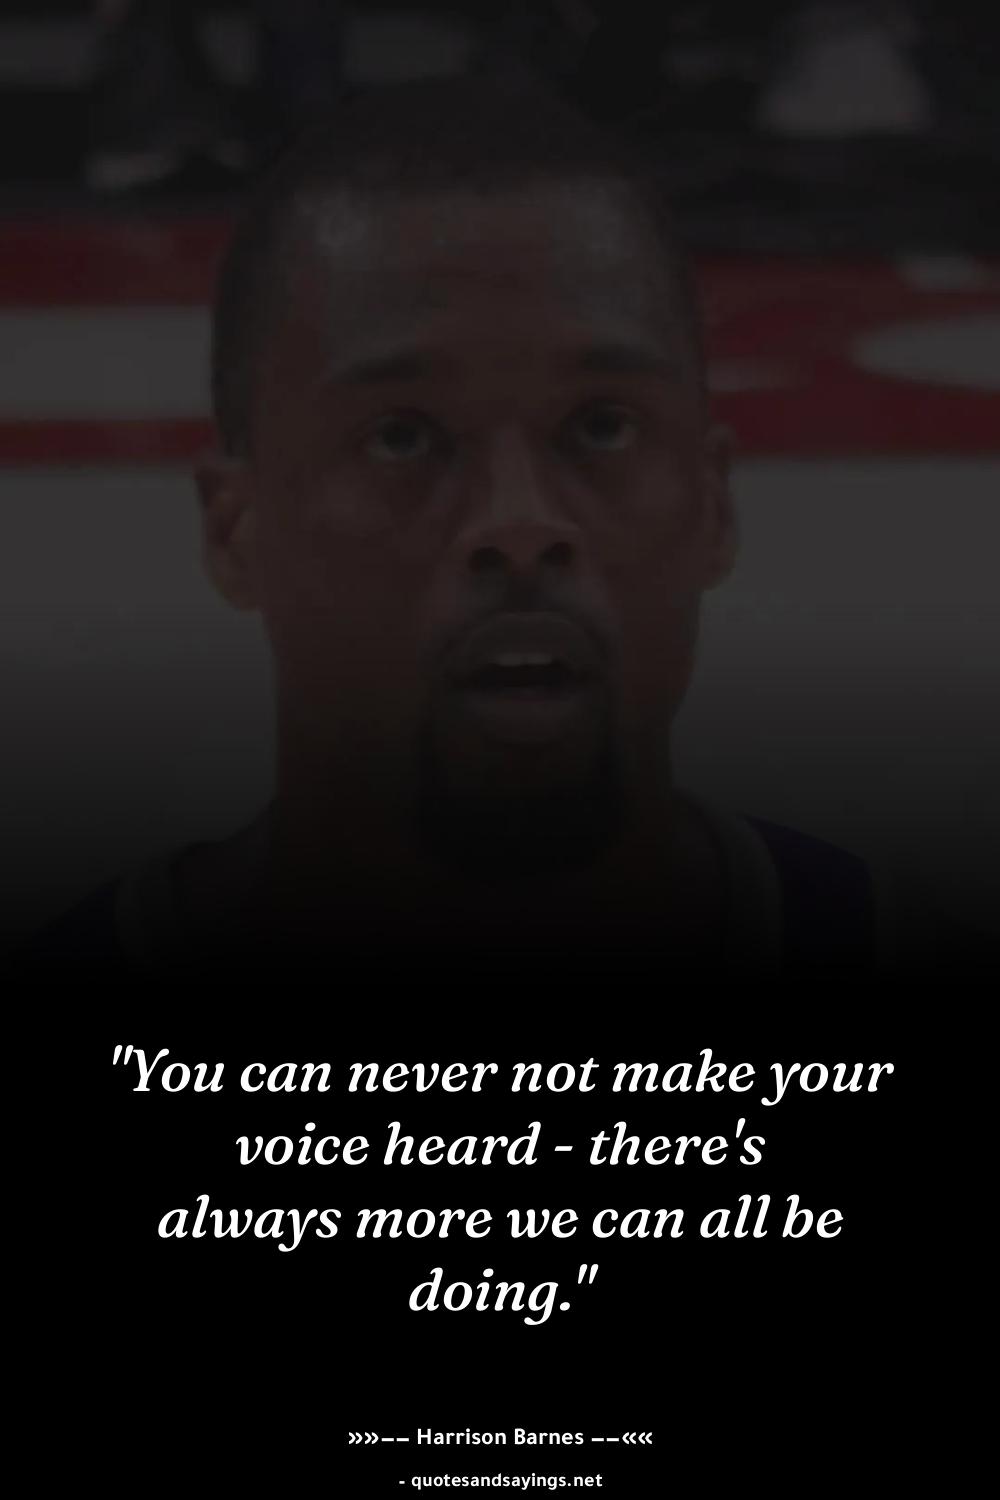 "You can never not make your
voice heard - there's
always more we can all be
doing."
»»−− Harrison Barnes −−««
- quotesandsayings.net